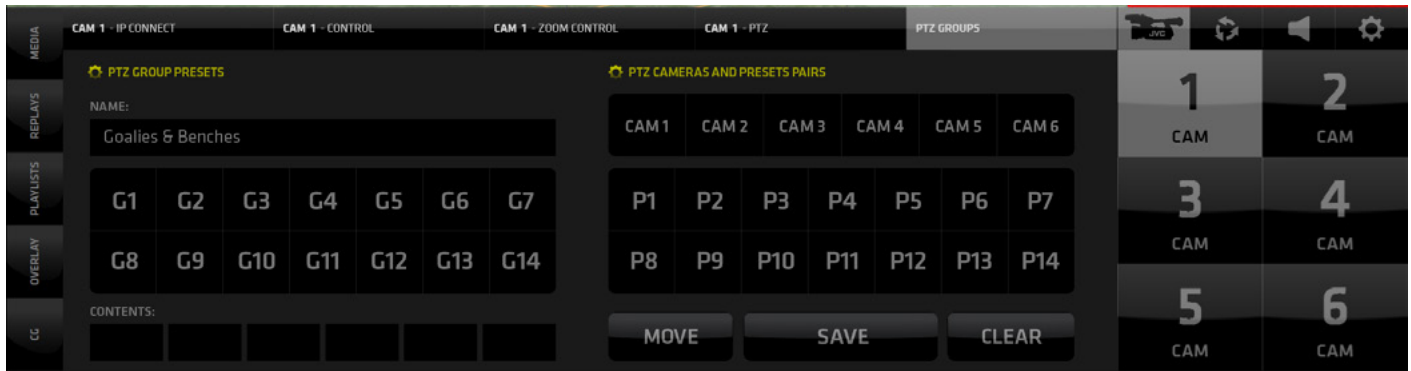 MEDIA
REPLAYS
PLAYLISTS
OVERLAY
CG
CAM 1 - IP CONNECT
CAM 1 - CONTROL
CAM 1 - ZOOM CONTROL
CAM 1 - PTZ
PTZ GROUPS
JVC
PTZ GROUP PRESETS
NAME:
Goalies & Benches
G1 G2 G3 G4 G5 G6 G7
G8 G9 G10 G11 G12 G13 G14
CONTENTS:
PTZ CAMERAS AND PRESETS PAIRS
CAM 1 CAM 2 CAM 3 CAM 4 CAM 5 CAM 6
P1 P2 P3 P4 P5 P6 P7
P8 P9 P10 P11 P12 P13 P14
MOVE SAVE CLEAR
1 2
CAM CAM
3 4
CAM CAM
5 6
CAM CAM